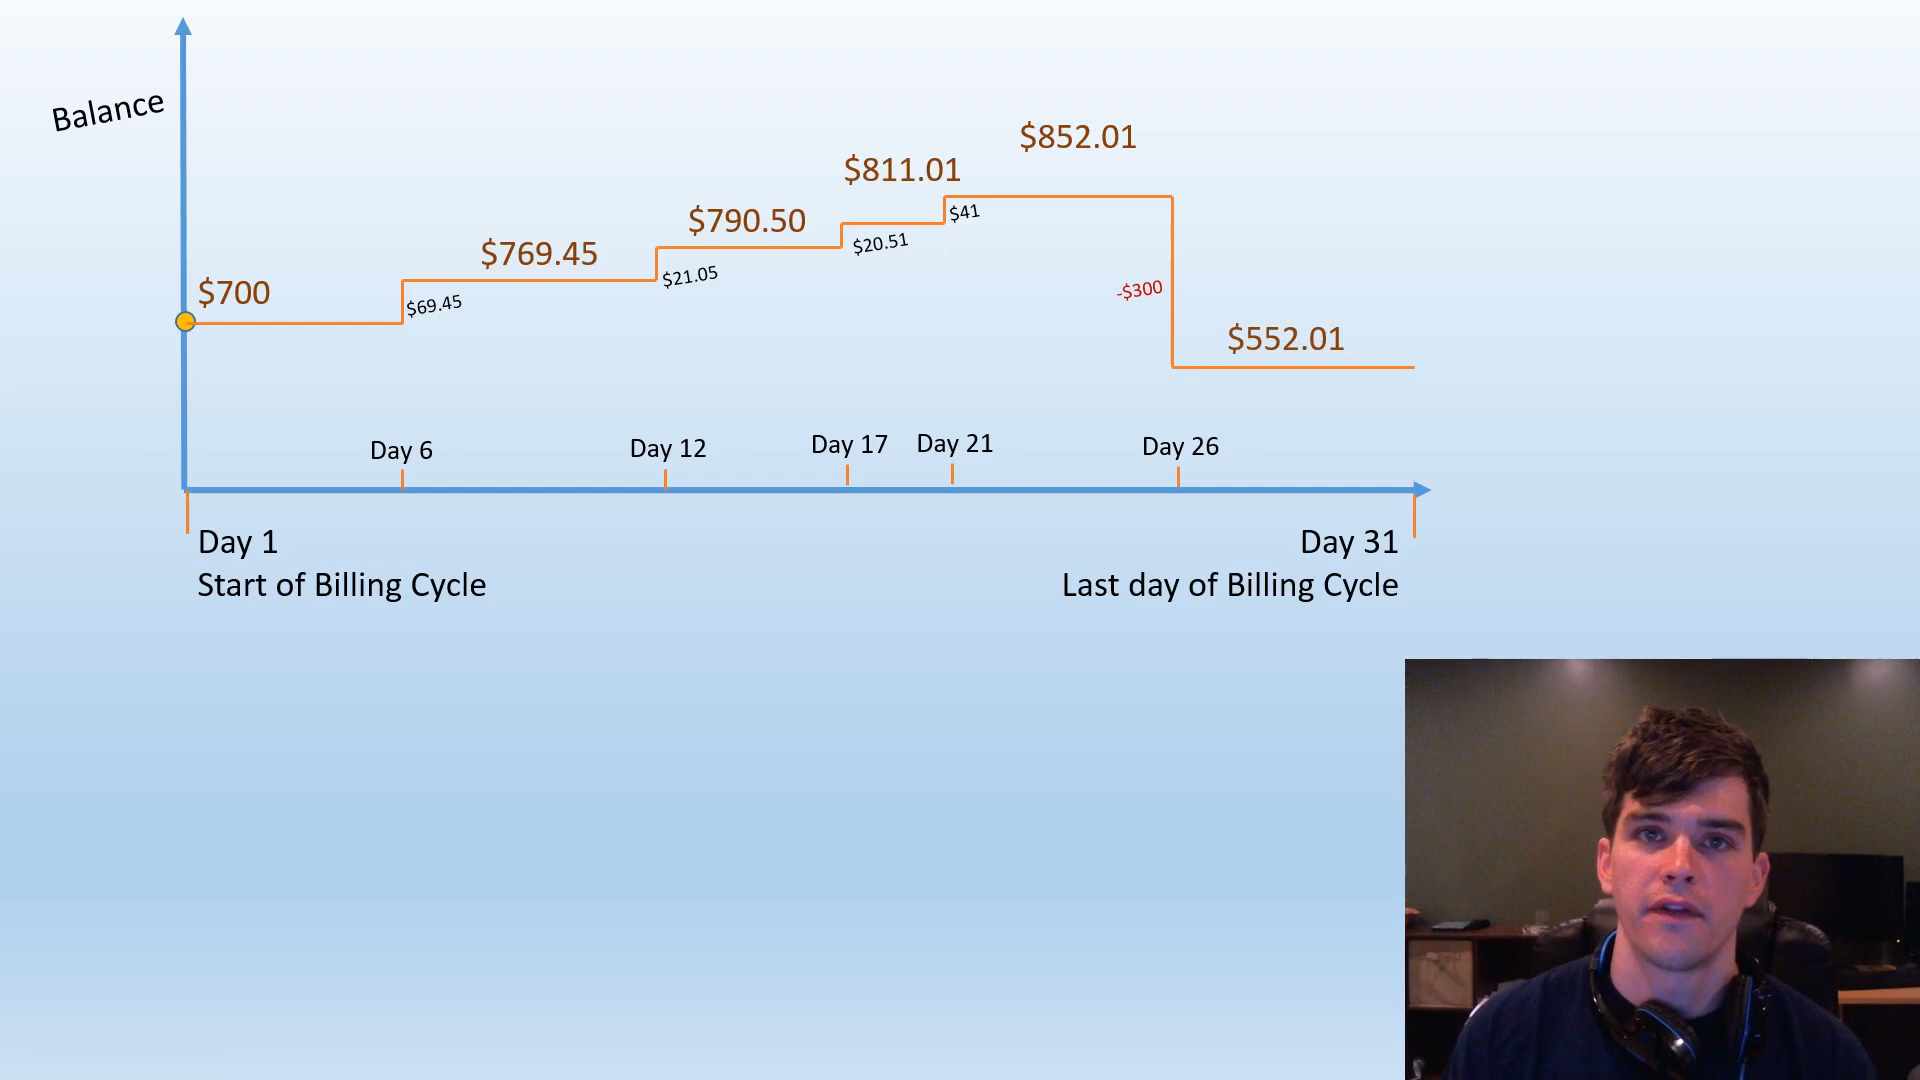 Balance
$852.01
$811.01
$790.50
$41
$20.51
$769.45
$21.05
$700
$69.45
-$300
$552.01
Day 6
Day 12
Day 17
Day 21
Day 26
Day 1
Day 31
Start of Billing Cycle
Last day of Billing Cycle